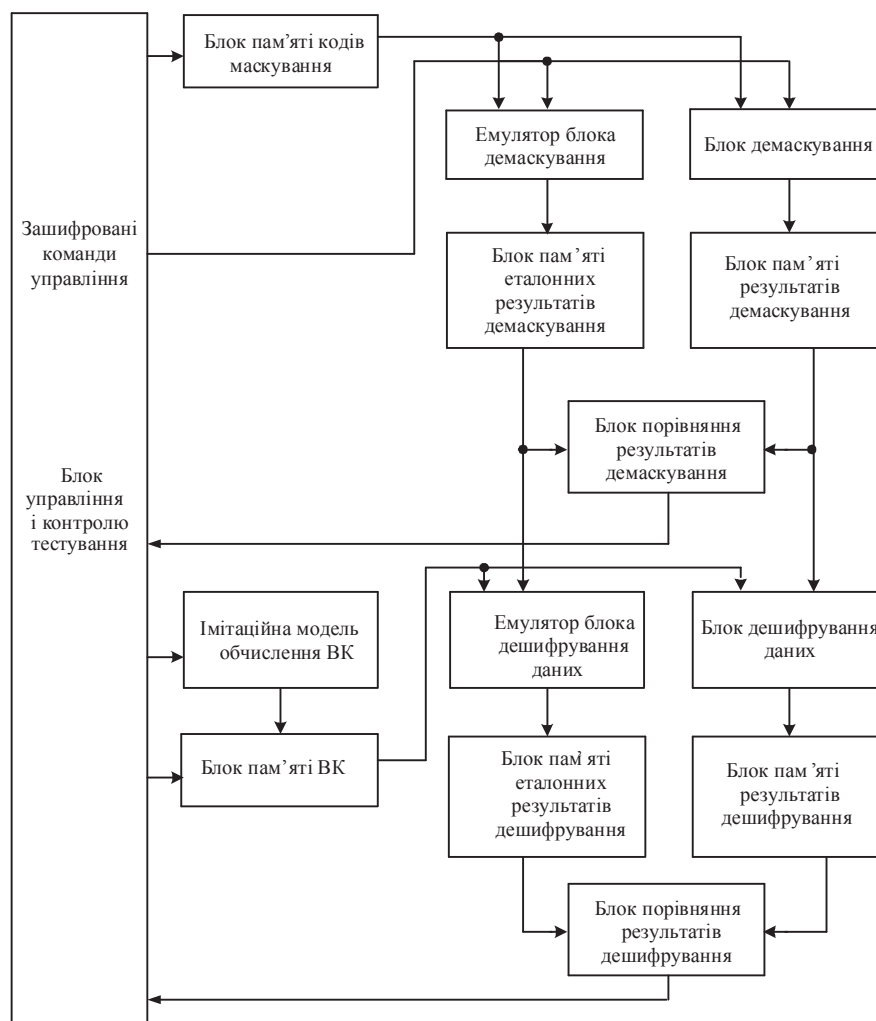 Блок пам’яті кодів
маскування
Емулятор блока
демаскування
Блок демаскування
Зашифровані
команди
управління
Блок пам’яті
еталонних
результатів
демаскування
Блок пам’яті
результатів
демаскування
Блок порівняння
результатів
демаскування
Блок
управління
і контролю
тестування
Імітаційна модель
обчислення ВК
Емулятор блока
дешифрування
даних
Блок дешифрування
даних
Блок пам’яті ВК
Блок пам’яті
еталонних
результатів
дешифрування
Блок пам’яті
результатів
дешифрування
Блок порівняння
результатів
дешифрування